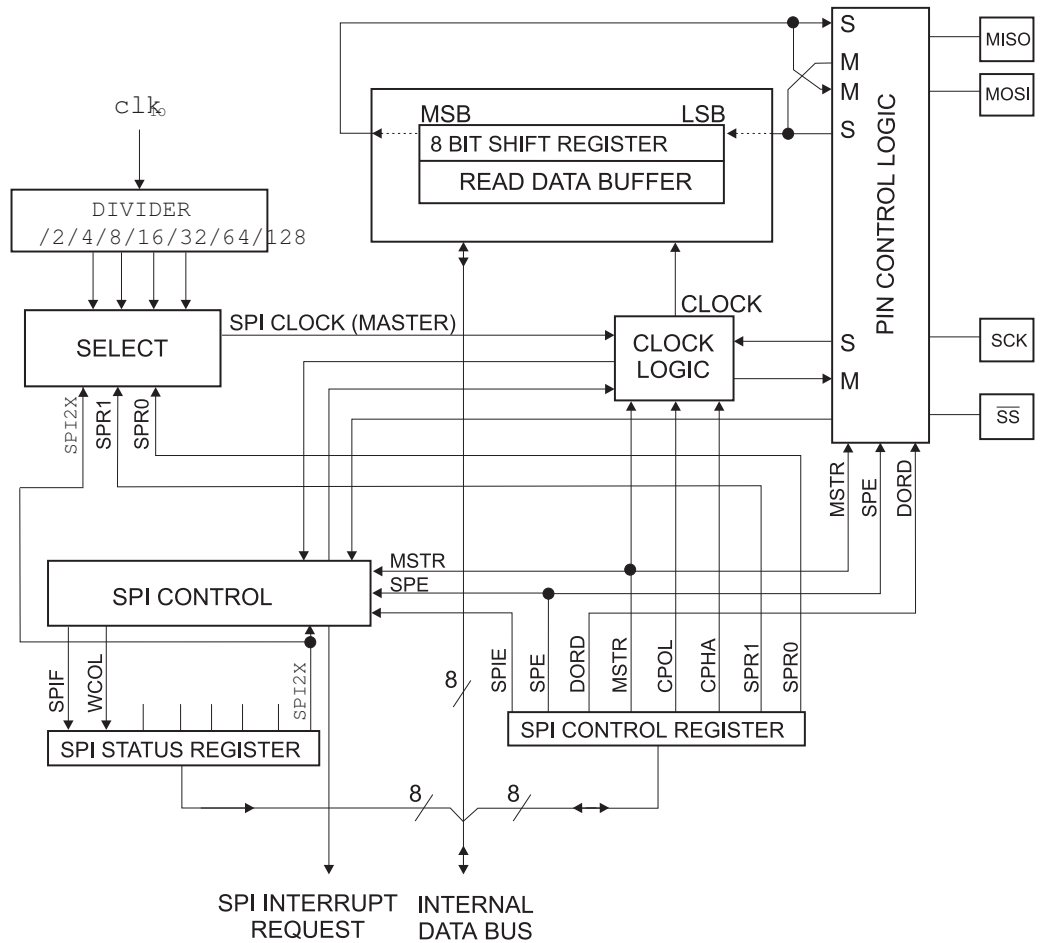 S
MISO
M
MOSI
M
S
PIN CONTROL LOGIC
clkIO
MSB
LSB
8 BIT SHIFT REGISTER
READ DATA BUFFER
DIVIDER
/2/4/8/16/32/64/128
CLOCK
SPI CLOCK (MASTER)
SELECT
CLOCK
LOGIC
S
M
SCK
SS
SPI2X
SPR1
SPR0
MSTR
SPE
DORD
MSTR
SPE
SPI CONTROL
SPIF
WCOL
SPI2X
8
SPIE
SPE
DORD
MSTR
CPOL
CPHA
SPR1
SPR0
SPI STATUS REGISTER
SPI CONTROL REGISTER
8
8
SPI INTERRUPT
REQUEST
INTERNAL
DATA BUS